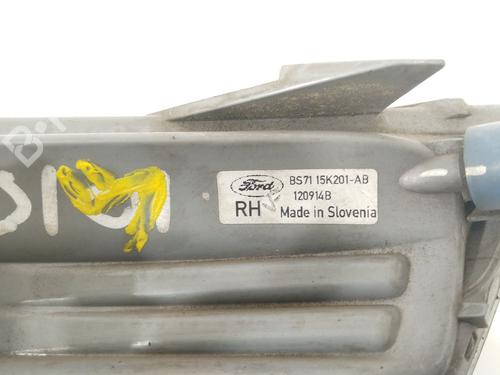 Ford
BS71 15K201-AB
120914B
RH
Made in Slovenia